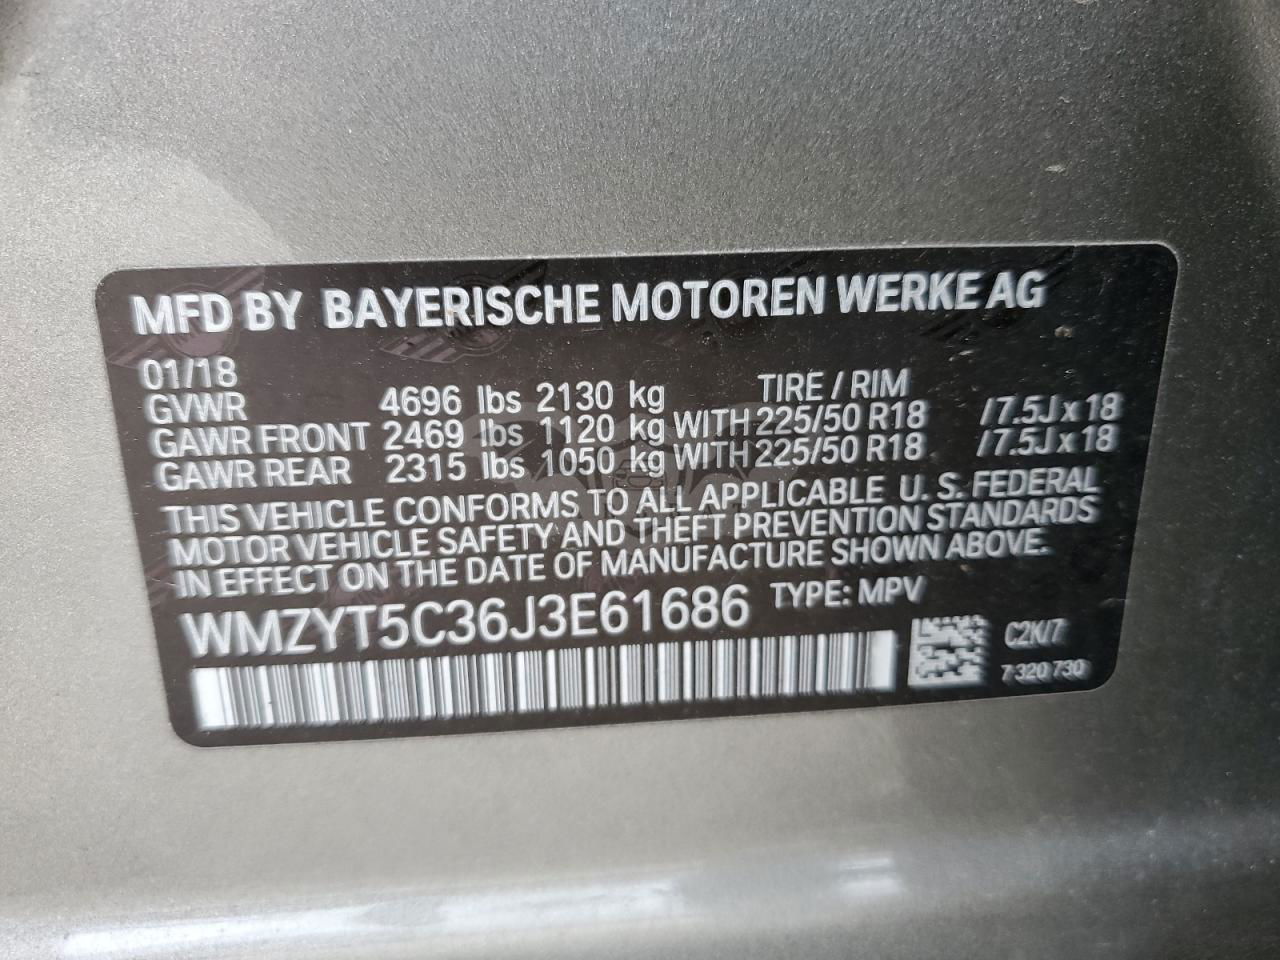 MFD BY BAYERISCHE MOTOREN WERKE AG
01/18 TIRE / RIM
GVWR 4696 lbs 2130 kg
GAWR FRONT 2469 lbs 1120 kg WITH 225/50 R18 /7.5J x 18
GAWR REAR 2315 lbs 1050 kg WITH 225/50 R18 /7.5J x 18
THIS VEHICLE CONFORMS TO ALL APPLICABLE U. S. FEDERAL
MOTOR VEHICLE SAFETY AND THEFT PREVENTION STANDARDS
IN EFFECT ON THE DATE OF MANUFACTURE SHOWN ABOVE.
WMZYT5C36J3E61686 TYPE: MPV
C2K/7
7 320 730